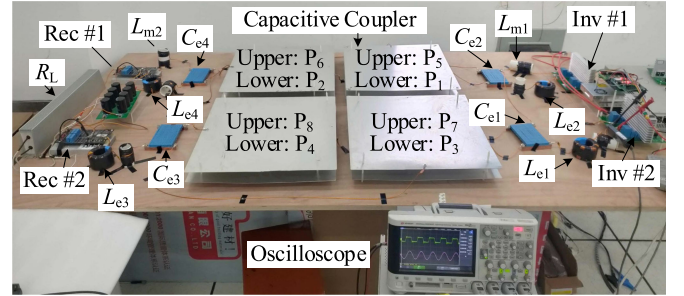 Capacitive Coupler
Rec #1
Lm2
Ce4
Ce2
Lm1
Inv #1
RL
Upper: P6
Lower: P2
Upper: P5
Lower: P1
Le4
Le2
Upper: P8
Lower: P4
Upper: P7
Lower: P3
Ce1
Rec #2
Le3
Ce3
Le1
Inv #2
Oscilloscope